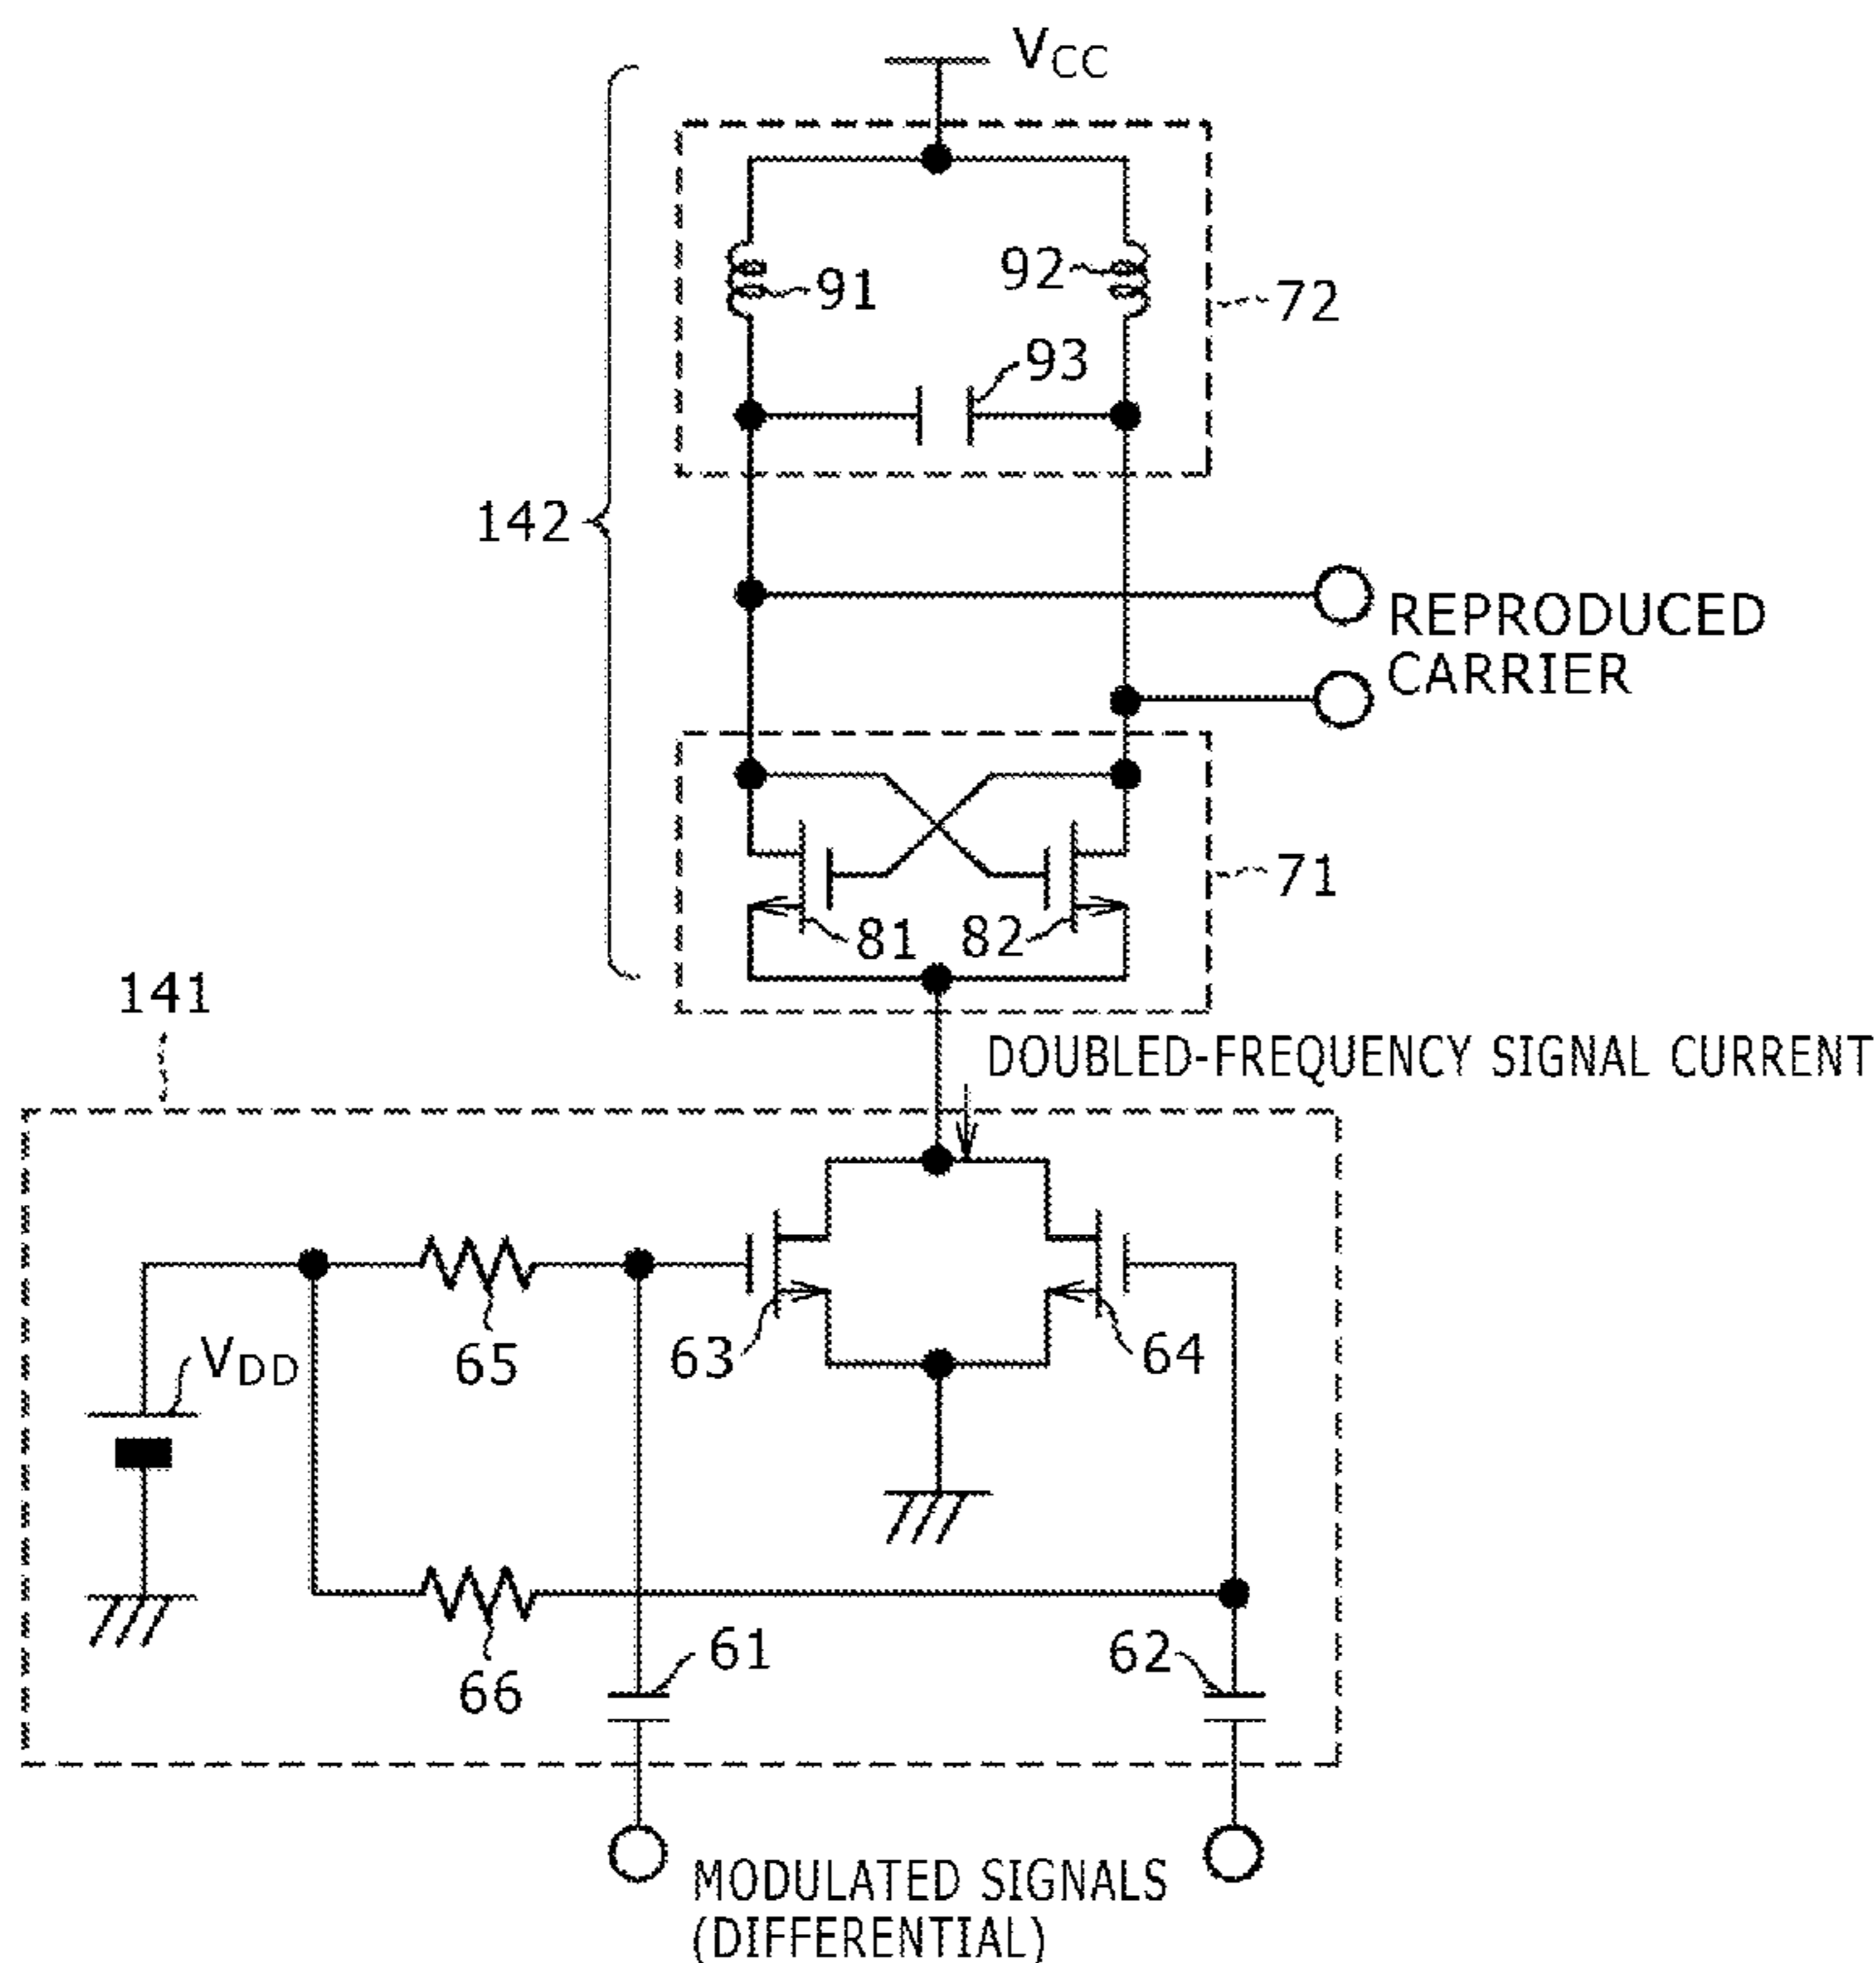 VCC
91
92
72
93
142
REPRODUCED
CARRIER
71
81
82
141
DOUBLED-FREQUENCY SIGNAL CURRENT
VDD
65
63
64
66
61
62
MODULATED SIGNALS
(DIFFERENTIAL)